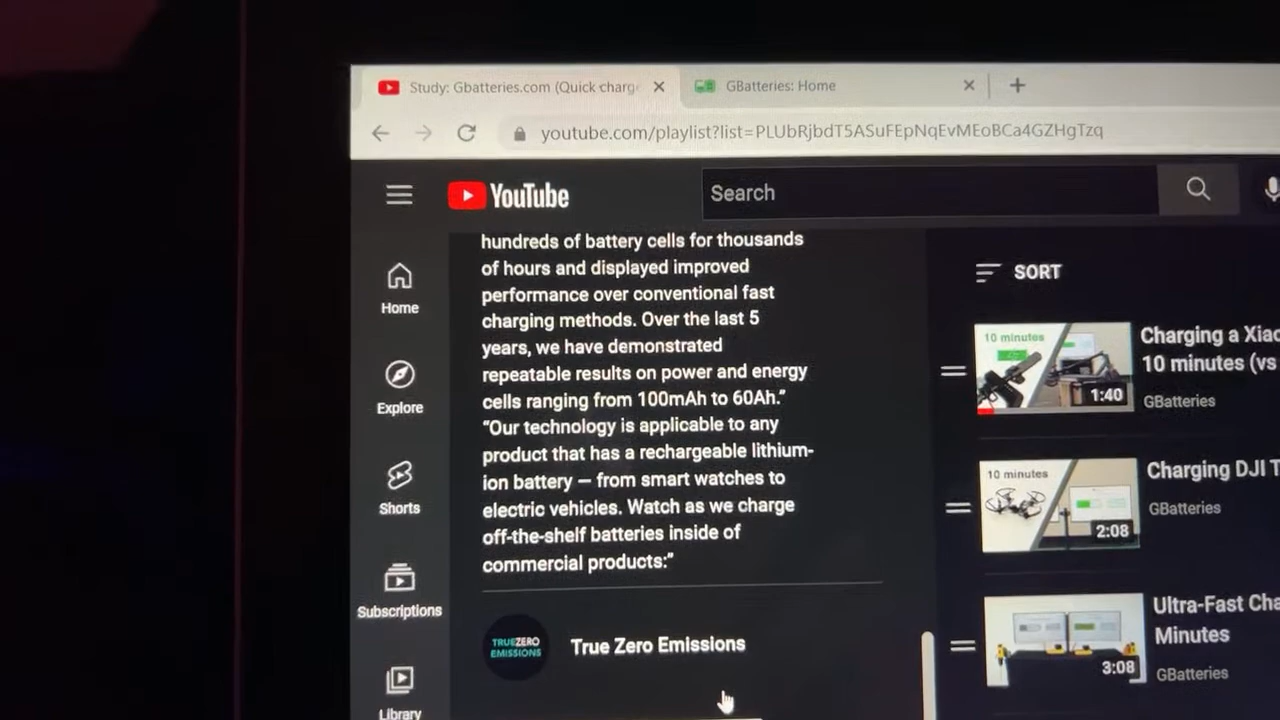 Study: Gbatteries.com (Quick charg
GBatteries: Home
youtube.com/playlist?list=PLUbRjbdT5ASuFEpNqEvMEoBCa4GZHgTzq
YouTube
Search
hundreds of battery cells for thousands
of hours and displayed improved
performance over conventional fast
charging methods. Over the last 5
years, we have demonstrated
repeatable results on power and energy
cells ranging from 100mAh to 60Ah.”
“Our technology is applicable to any
product that has a rechargeable lithium-
ion battery — from smart watches to
electric vehicles. Watch as we charge
off-the-shelf batteries inside of
commercial products:”
TRUEZERO
EMISSIONS
True Zero Emissions
Home
Explore
Shorts
Subscriptions
Library
SORT
10 minutes
1:40
Charging a Xiao
10 minutes (vs
GBatteries
10 minutes
2:08
Charging DJI T
GBatteries
3:08
Ultra-Fast Cha
Minutes
GBatteries